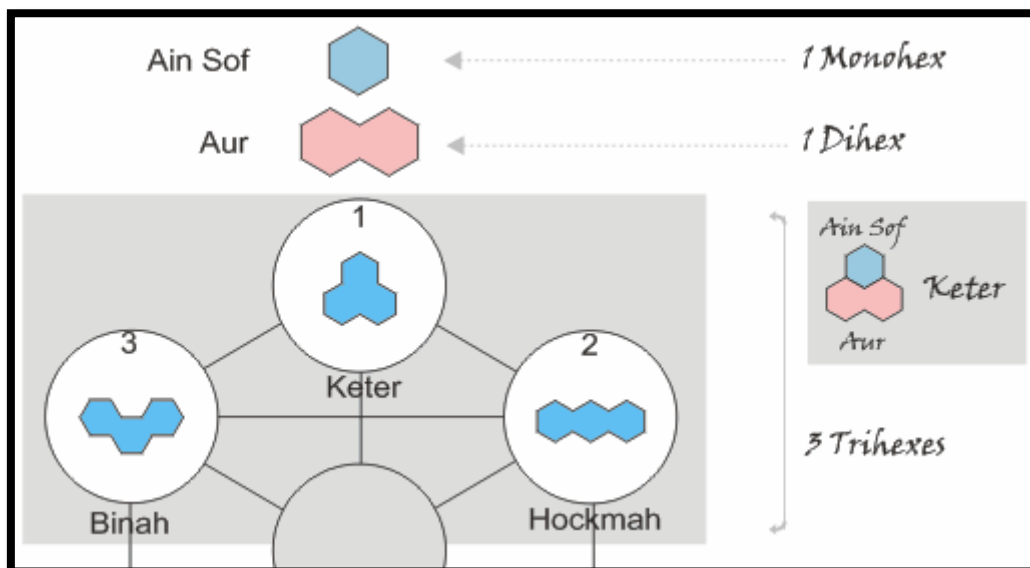 Ain Sof
1 Monohex
Aur
1 Dihex
1
Keter
3
Binah
2
Hockmah
Ain Sof
Keter
Aur
3 Trihexes